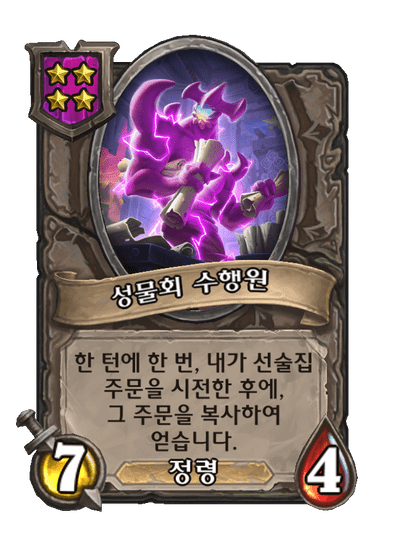 성물회 수행원
한 턴에 한 번, 내가 선술집
주문을 시전한 후에,
그 주문을 복사하여
얻습니다.
7
정령
4